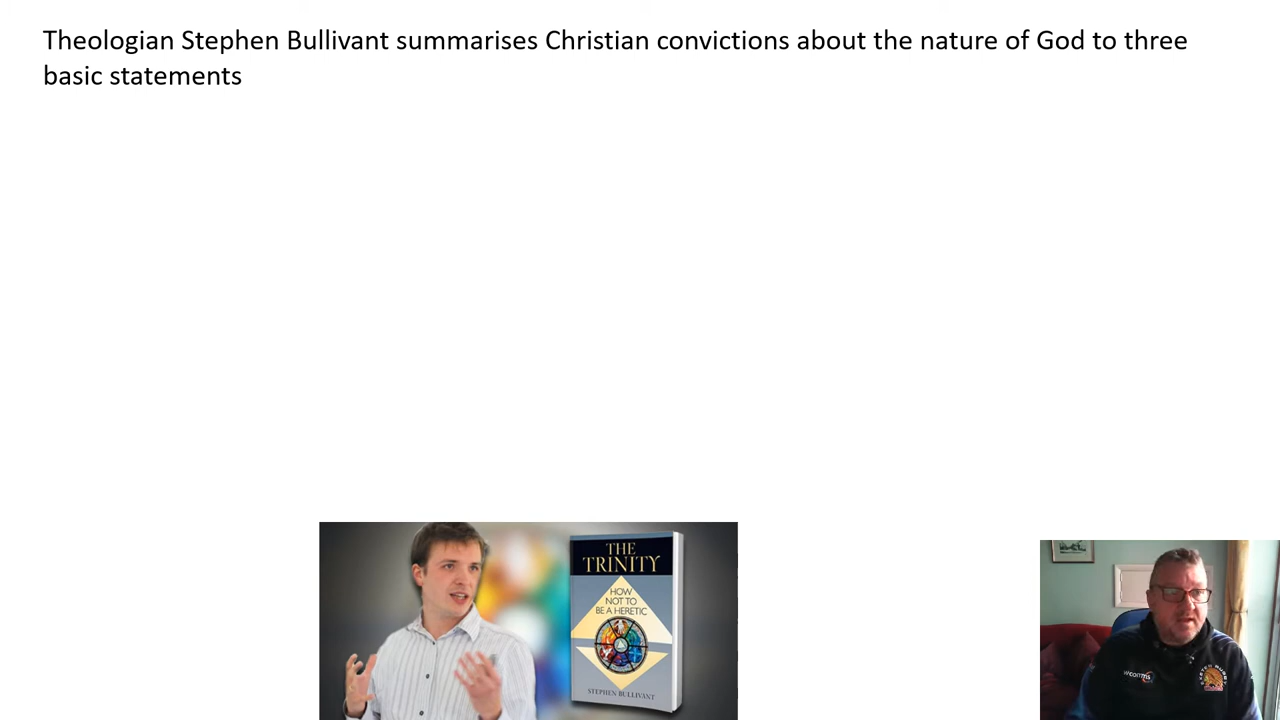 Theologian Stephen Bullivant summarises Christian convictions about the nature of God to three
basic statements
THE
TRINITY
HOW
NOT TO
BE A HERETIC
STEPHEN BULLIVANT
wcomms